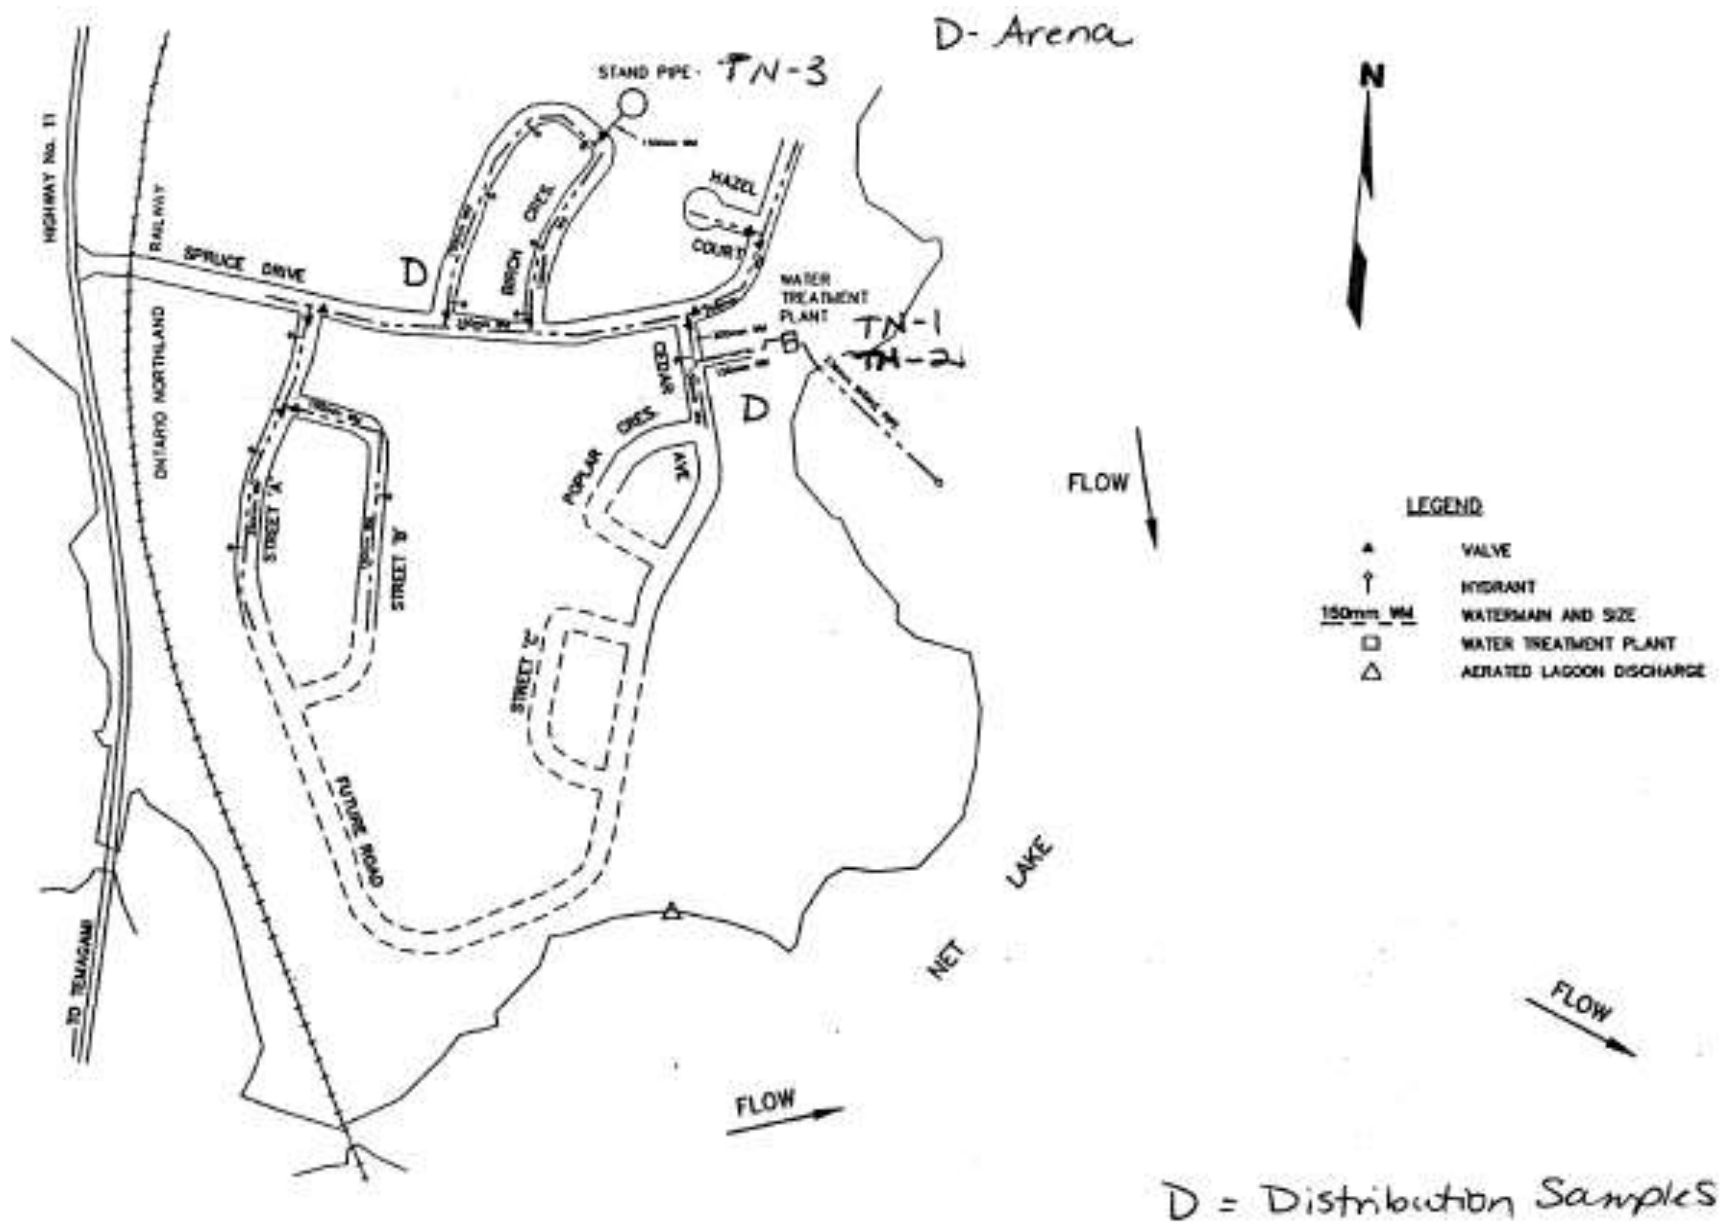 D- Arena
STAND PIPE - TN-3
N
150mm WM
HIGHWAY No. 11
RAILWAY
ONTARIO NORTHLAND
SPRUCE DRIVE
D
BIRCH CRES.
HAZEL
COURT
WATER
TREATMENT
PLANT
TN-1
TN-2
CEDAR
AVE
D
POPLAR CRES.
FLOW
STREET 'A'
STREET 'B'
STREET 'C'
FUTURE ROAD
LEGEND
VALVE
HYDRANT
150mm WM WATERMAIN AND SIZE
WATER TREATMENT PLANT
AERATED LAGOON DISCHARGE
NET LAKE
TO TEMAGAMI
FLOW
FLOW
D = Distribution Samples